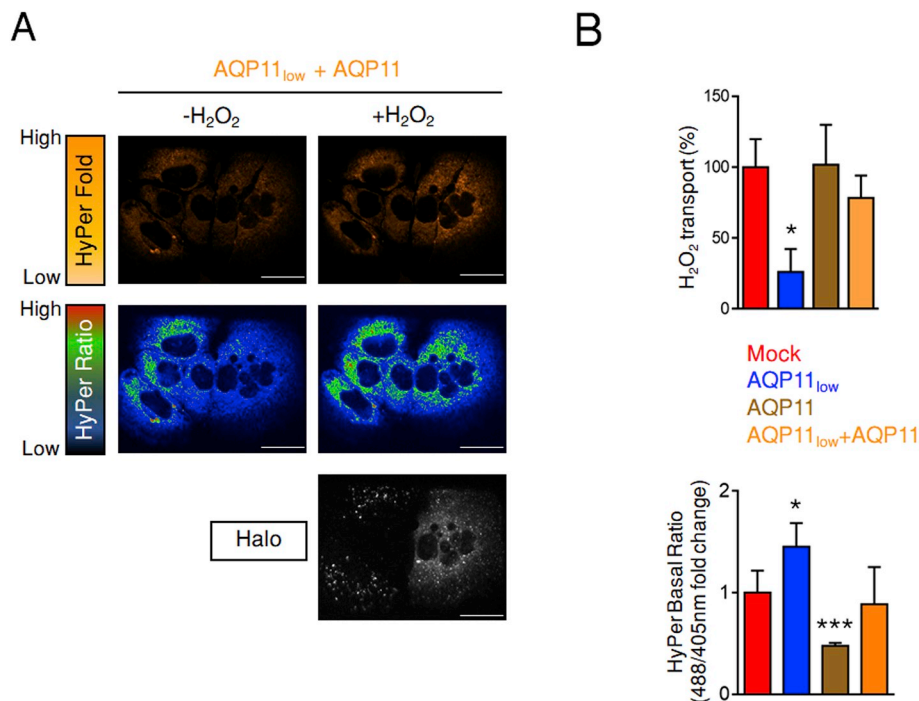 A
AQP11low + AQP11
-H2O2
+H2O2
High
HyPer Fold
Low
High
HyPer Ratio
Low
Halo
B
H2O2 transport (%)
150
100
50
0
*
Mock
AQP11low
AQP11
AQP11low+AQP11
HyPer Basal Ratio
(488/405nm fold change)
2
1
0
*
***